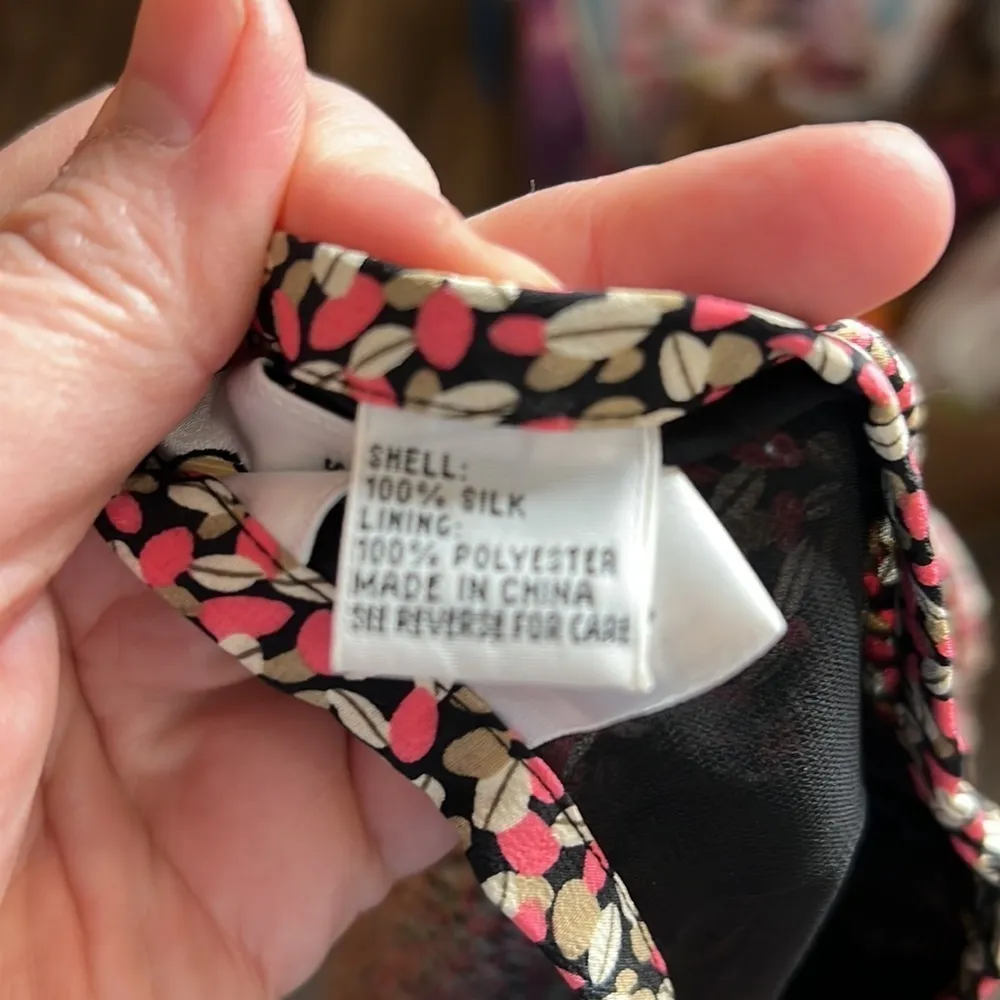 SHELL:
100% SILK
LINING:
100% POLYESTER
MADE IN CHINA
SEE REVERSE FOR CARE